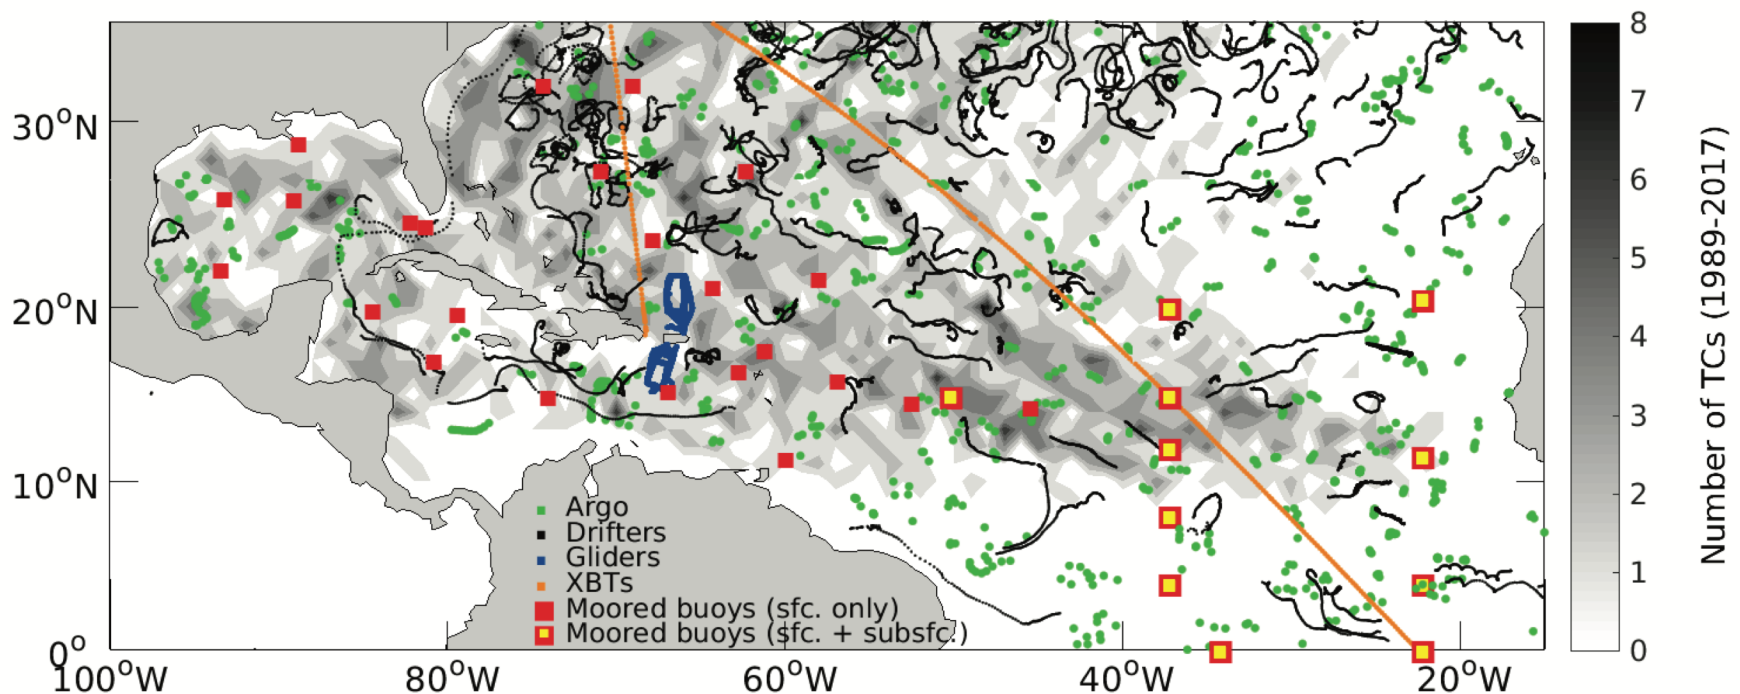 30°N
20°N
10°N
0°
100°W
80°W
60°W
40°W
20°W
Argo
Drifters
Gliders
XBTs
Moored buoys (sfc. only)
Moored buoys (sfc. + subsfc.)
8
7
6
5
4
3
2
1
0
Number of TCs (1989-2017)